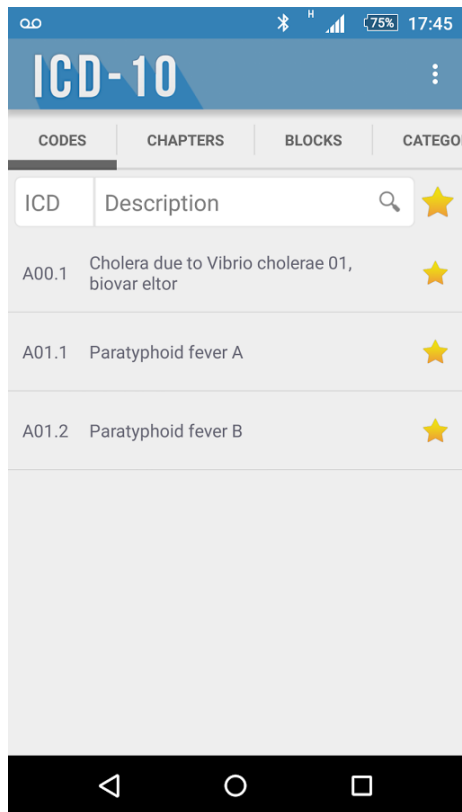 H 75% 17:45
ICD-10
CODES CHAPTERS BLOCKS CATEGO
ICD Description
A00.1 Cholera due to Vibrio cholerae 01,
biovar eltor
A01.1 Paratyphoid fever A
A01.2 Paratyphoid fever B